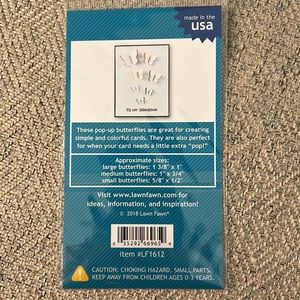 made in the
usa
TO MY GRANDMA
These pop-up butterflies are great for creating
simple and colorful cards. They are also perfect
for when your card needs a little extra "pop!"
Approximate sizes:
large butterflies: 1 3/8" x 1"
medium butterflies: 1" x 3/4"
small butterflies: 5/8" x 1/2"
Visit www.lawnfawn.com for
ideas, information, and inspiration!
© 2018 Lawn Fawn®
6 35292 66965
item #LF1612
CAUTION: CHOKING HAZARD, SMALL PARTS,
KEEP AWAY FROM CHILDREN AGES 0-3 YEARS.